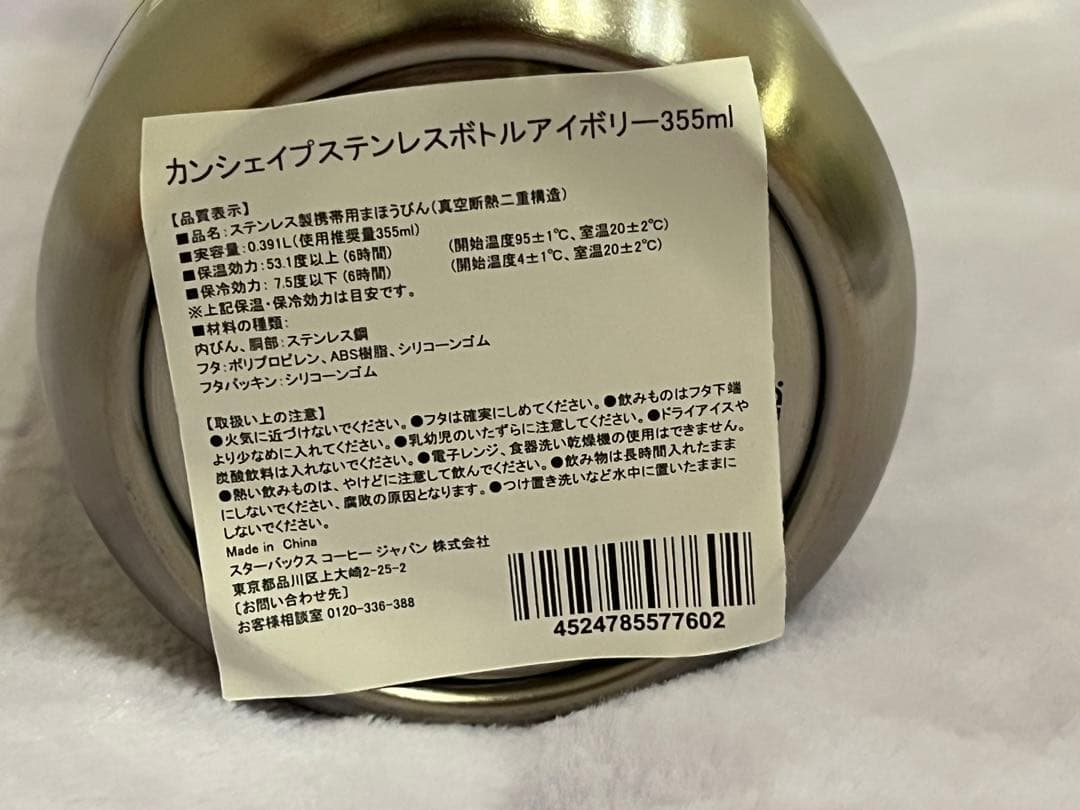 カンシェイプステンレスボトルアイボリー355ml
【品質表示】
■品名：ステンレス製携帯用まほうびん(真空断熱二重構造)
■実容量：0.391L(使用推奨量355ml)
■保温効力：53.1度以上(6時間) (開始温度95±1℃、室温20±2℃)
■保冷効力： 7.5度以下(6時間) (開始温度4±1℃、室温20±2℃)
※上記保温・保冷効力は目安です。
■材料の種類：
内びん、胴部：ステンレス鋼
フタ：ポリプロピレン、ABS樹脂、シリコーンゴム
フタパッキン：シリコーンゴム
【取扱い上の注意】
●火気に近づけないでください。●フタは確実にしめてください。●飲みものはフタ下端
より少なめに入れてください。●乳幼児のいたずらに注意してください。●ドライアイスや
炭酸飲料は入れないでください。●電子レンジ、食器洗い乾燥機の使用はできません。
●熱い飲みものは、やけどに注意して飲んでください。●飲み物は長時間入れたまま
にしないでください、腐敗の原因となります。●つけ置き洗いなど水中に置いたままに
しないでください。
Made in China
スターバックス コーヒー ジャパン 株式会社
東京都品川区上大崎2-25-2
[お問い合わせ先]
お客様相談室 0120-336-388
4524785577602